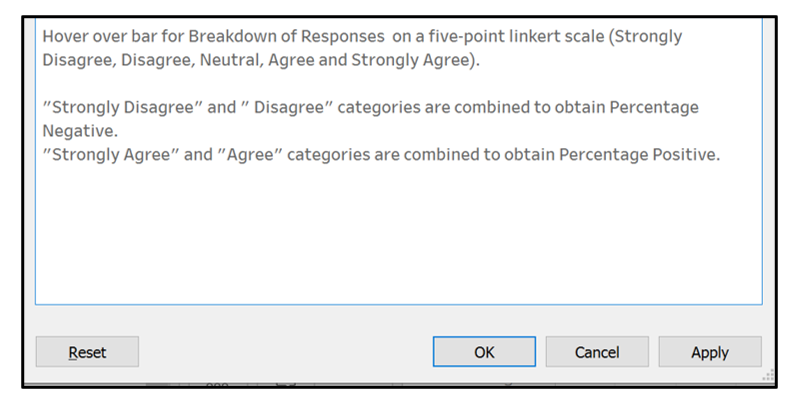 Hover over bar for Breakdown of Responses  on a five-point linkert scale (Strongly
Disagree, Disagree, Neutral, Agree and Strongly Agree).
”Strongly Disagree” and ” Disagree” categories are combined to obtain Percentage
Negative.
”Strongly Agree” and ”Agree” categories are combined to obtain Percentage Positive.
Reset OK Cancel Apply